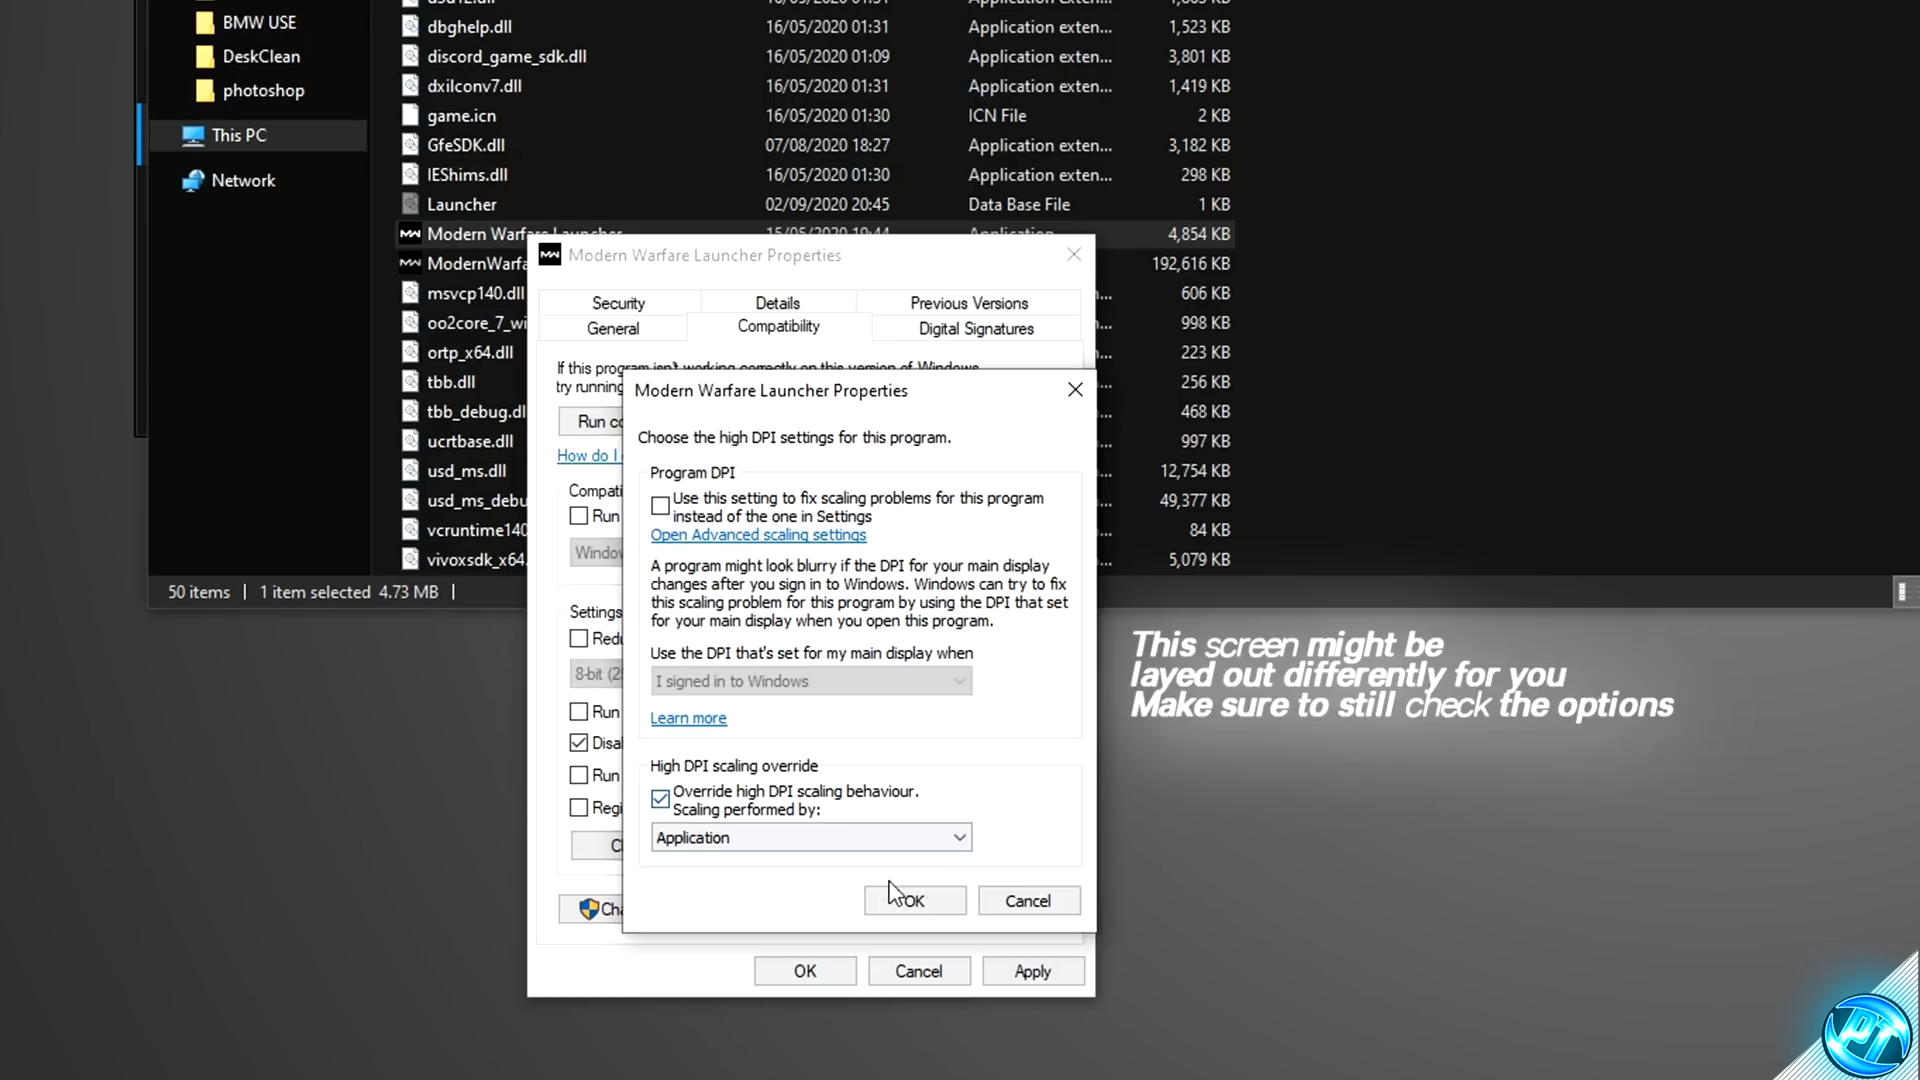 BMW USE
DeskClean
photoshop
This PC
Network
dbghelp.dll 16/05/2020 01:31 Application exten... 1,523 KB
discord_game_sdk.dll 16/05/2020 01:09 Application exten... 3,801 KB
dxilconv7.dll 16/05/2020 01:31 Application exten... 1,419 KB
game.icn 16/05/2020 01:30 ICN File 2 KB
GfeSDK.dll 07/08/2020 18:27 Application exten... 3,182 KB
IEShims.dll 16/05/2020 01:30 Application exten... 298 KB
Launcher 02/09/2020 20:45 Data Base File 1 KB
Modern Warfare Launcher 15/05/2020 19:44 Application 4,854 KB
ModernWarfa 192,616 KB
msvcp140.dll 606 KB
oo2core_7_wi 998 KB
ortp_x64.dll 223 KB
tbb.dll 256 KB
tbb_debug.dl 468 KB
ucrtbase.dll 997 KB
usd_ms.dll 12,754 KB
usd_ms_debu 49,377 KB
vcruntime140 84 KB
vivoxsdk_x64. 5,079 KB
50 items 1 item selected 4.73 MB
Modern Warfare Launcher Properties
Security Details Previous Versions
General Compatibility Digital Signatures
If this program isn't working correctly on this version of Windows
try running
Run co
How do I
Compati
Run
Window
Settings
Redu
8-bit (25
Run
Disal
Run
Regi
C
Cha
OK Cancel Apply
Modern Warfare Launcher Properties
Choose the high DPI settings for this program.
Program DPI
Use this setting to fix scaling problems for this program
instead of the one in Settings
Open Advanced scaling settings
A program might look blurry if the DPI for your main display
changes after you sign in to Windows. Windows can try to fix
this scaling problem for this program by using the DPI that set
for your main display when you open this program.
Use the DPI that's set for my main display when
I signed in to Windows
Learn more
High DPI scaling override
Override high DPI scaling behaviour.
Scaling performed by:
Application
OK Cancel
This screen might be
layed out differently for you
Make sure to still check the options
PT